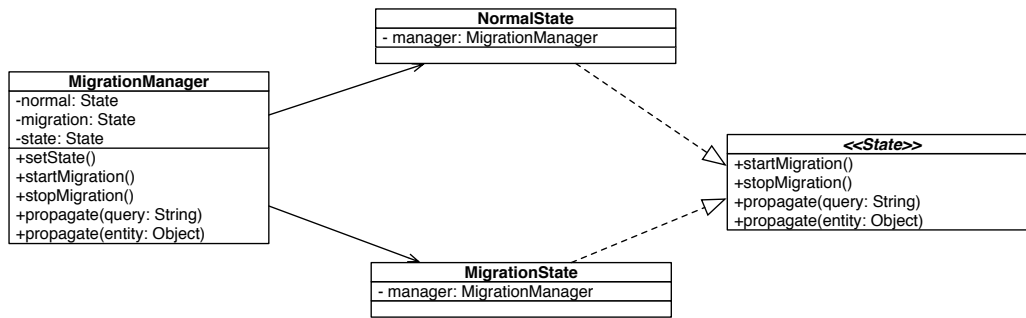 NormalState
- manager: MigrationManager
MigrationManager
-normal: State
-migration: State
-state: State
+setState()
+startMigration()
+stopMigration()
+propagate(query: String)
+propagate(entity: Object)
<<State>>
+startMigration()
+stopMigration()
+propagate(query: String)
+propagate(entity: Object)
MigrationState
- manager: MigrationManager